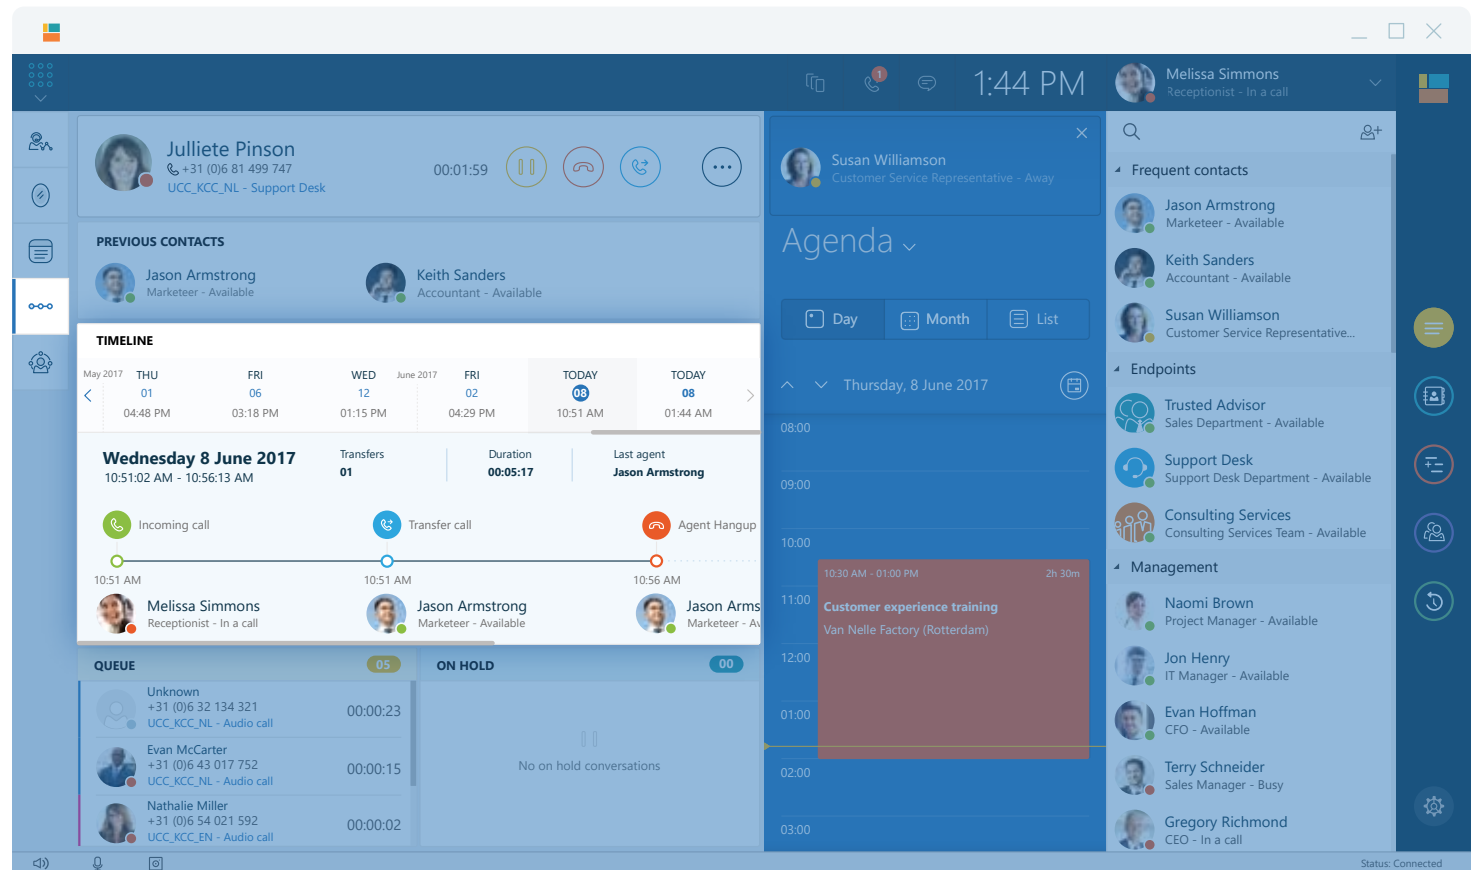 1
1:44 PM
Melissa Simmons
Receptionist - In a call
Julliete Pinson
+31 (0)6 81 499 747
UCC_KCC_NL - Support Desk
00:01:59
PREVIOUS CONTACTS
Jason Armstrong
Marketeer - Available
Keith Sanders
Accountant - Available
TIMELINE
May 2017
THU
01
04:48 PM
FRI
06
03:18 PM
WED
12
01:15 PM
June 2017
FRI
02
04:29 PM
TODAY
08
10:51 AM
TODAY
08
01:44 AM
Wednesday 8 June 2017
10:51:02 AM - 10:56:13 AM
Transfers
01
Duration
00:05:17
Last agent
Jason Armstrong
Incoming call
Transfer call
Agent Hangup
10:51 AM
10:51 AM
10:56 AM
Melissa Simmons
Receptionist - In a call
Jason Armstrong
Marketeer - Available
Jason Arms
Marketeer - Av
QUEUE
05
Unknown
+31 (0)6 32 134 321
UCC_KCC_NL - Audio call
00:00:23
Evan McCarter
+31 (0)6 43 017 752
UCC_KCC_NL - Audio call
00:00:15
Nathalie Miller
+31 (0)6 54 021 592
UCC_KCC_EN - Audio call
00:00:02
ON HOLD
00
No on hold conversations
Susan Williamson
Customer Service Representative - Away
Agenda
Day
Month
List
Thursday, 8 June 2017
08:00
09:00
10:00
11:00
12:00
01:00
02:00
03:00
10:30 AM - 01:00 PM
2h 30m
Customer experience training
Van Nelle Factory (Rotterdam)
Frequent contacts
Jason Armstrong
Marketeer - Available
Keith Sanders
Accountant - Available
Susan Williamson
Customer Service Representative...
Endpoints
Trusted Advisor
Sales Department - Available
Support Desk
Support Desk Department - Available
Consulting Services
Consulting Services Team - Available
Management
Naomi Brown
Project Manager - Available
Jon Henry
IT Manager - Available
Evan Hoffman
CFO - Available
Terry Schneider
Sales Manager - Busy
Gregory Richmond
CEO - In a call
Status: Connected